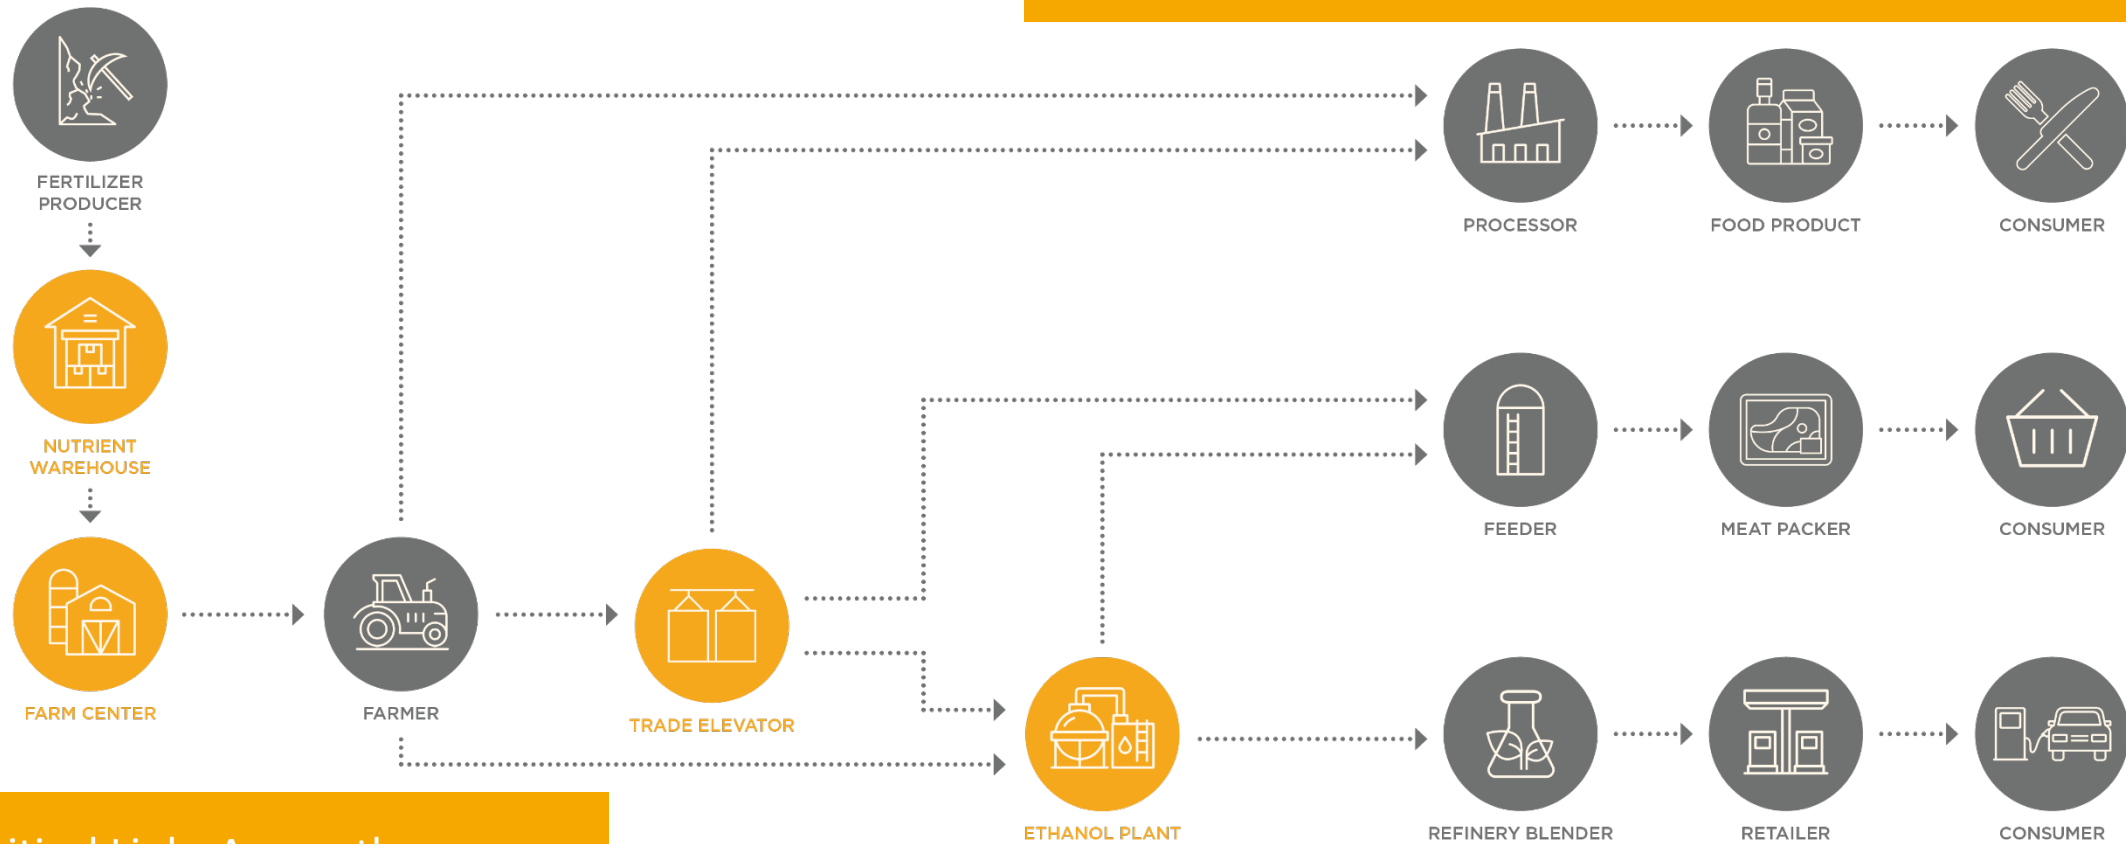 FERTILIZER
PRODUCER
PROCESSOR
FOOD PRODUCT
CONSUMER
NUTRIENT
WAREHOUSE
FEEDER
MEAT PACKER
CONSUMER
FARM CENTER
FARMER
TRADE ELEVATOR
ETHANOL PLANT
REFINERY BLENDER
RETAILER
CONSUMER